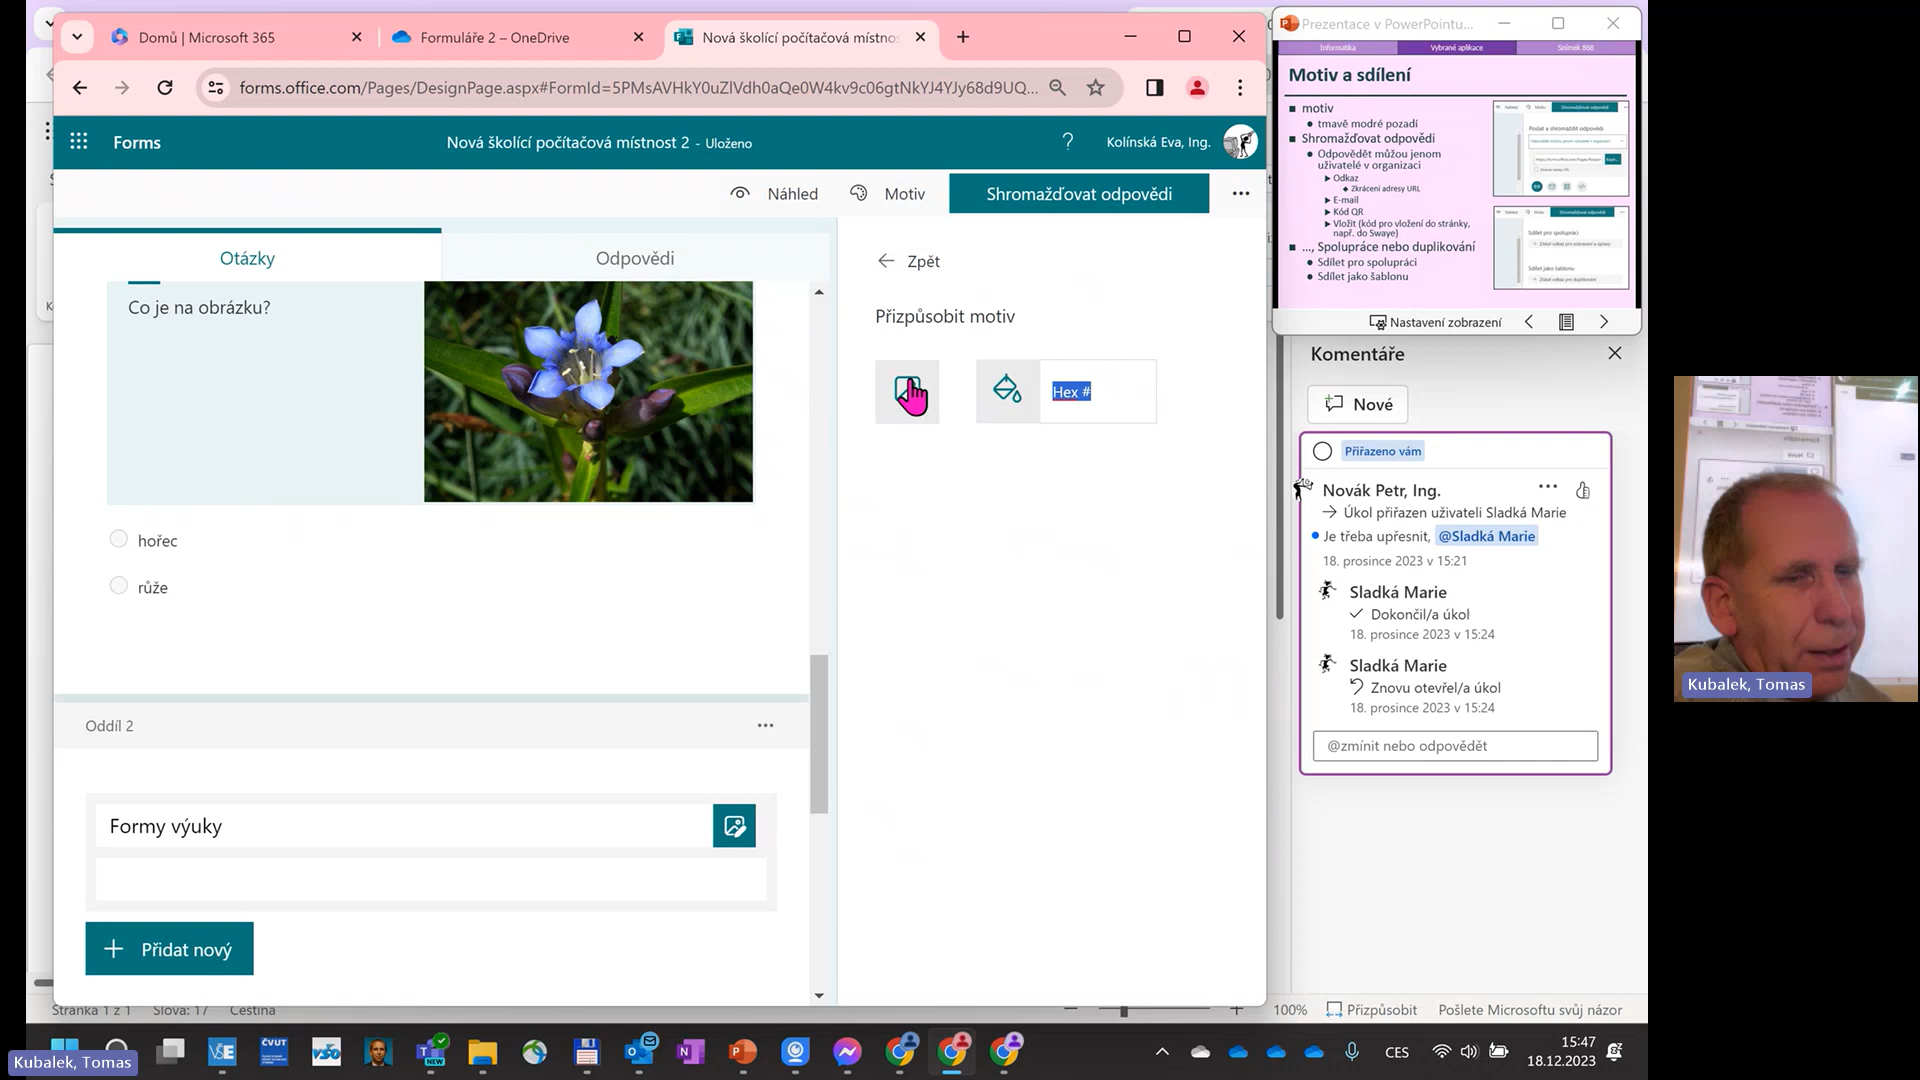 Domů | Microsoft 365
Formuláře 2 – OneDrive
Nová školící počítačová místnos
forms.office.com/Pages/DesignPage.aspx#FormId=5PMsAVHkY0uZlVdh0aQe0W4kv9c06gtNkYJ4YJy68d9UQ...
Forms
Nová školící počítačová místnost 2 - Uloženo
?
Kolínská Eva, Ing.
Náhled
Motiv
Shromažďovat odpovědi
Otázky
Odpovědi
Co je na obrázku?
hořec
růže
Oddíl 2
Formy výuky
Přidat nový
Zpět
Přizpůsobit motiv
Hex #
Prezentace v PowerPointu...
Informatika
Vybrané aplikace
Snímek 868
Motiv a sdílení
motiv
tmavě modré pozadí
Shromažďovat odpovědi
Odpovědět můžou jenom
uživatelé v organizaci
Odkaz
Zkrácení adresy URL
E-mail
Kód QR
Vložit (kód pro vložení do stránky,
např. do Swaye)
..., Spolupráce nebo duplikování
Sdílet pro spolupráci
Sdílet jako šablonu
Nastavení zobrazení
Komentáře
Nové
Přiřazeno vám
Novák Petr, Ing.
Úkol přiřazen uživateli Sladká Marie
Je třeba upřesnit, @Sladká Marie
18. prosince 2023 v 15:21
Sladká Marie
Dokončil/a úkol
18. prosince 2023 v 15:24
Sladká Marie
Znovu otevřel/a úkol
18. prosince 2023 v 15:24
@zmínit nebo odpovědět
Kubalek, Tomas
Stránka 1 z 1
Slova: 17
Čeština
100%
Přizpůsobit
Pošlete Microsoftu svůj názor
Kubalek, Tomas
CES
15:47
18.12.2023